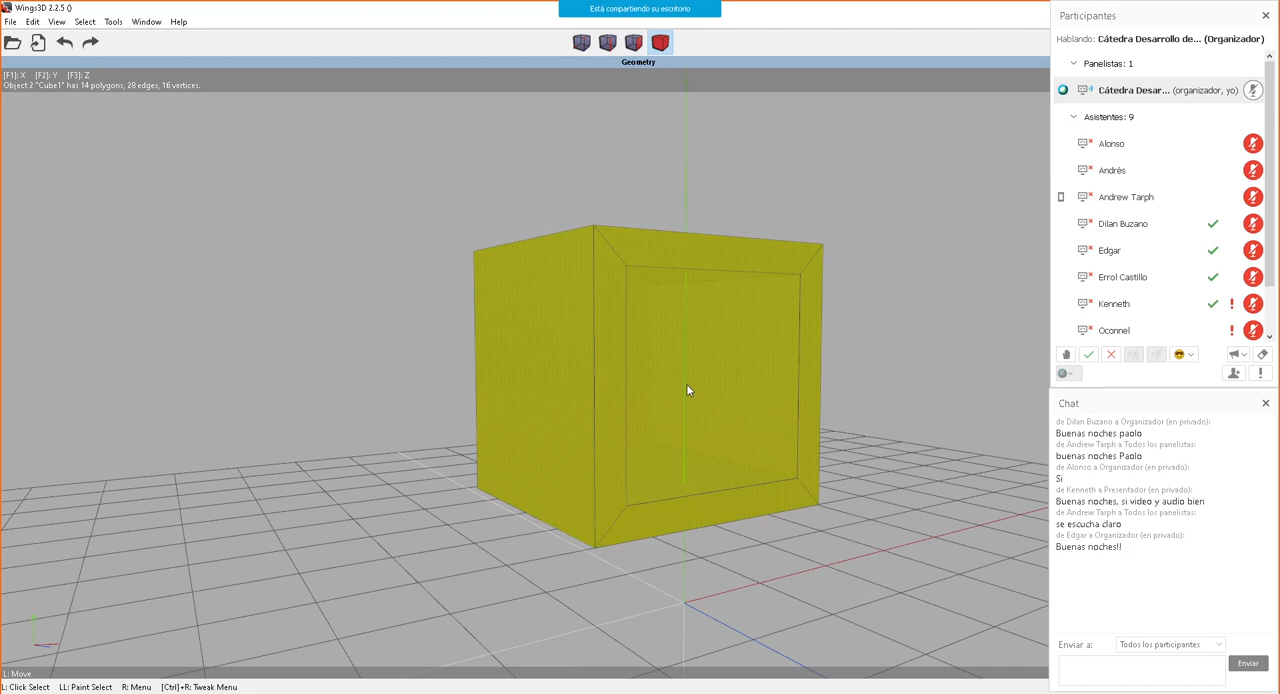 Wings3D 2.2.5 ()
Está compartiendo su escritorio
File Edit View Select Tools Window Help
Geometry
[F1]: X [F2]: Y [F3]: Z
Object 2 "Cube1" has 14 polygons, 28 edges, 16 vertices.
L: Move
L: Click Select LL: Paint Select R: Menu [Ctrl]+R: Tweak Menu
Participantes
Hablando: Cátedra Desarrollo de... (Organizador)
Panelistas: 1
Cátedra Desar... (organizador, yo)
Asistentes: 9
Alonso
Andrés
Andrew Tarph
Dilan Buzano
Edgar
Errol Castillo
Kenneth
Oconnel
Chat
de Dilan Buzano a Organizador (en privado):
Buenas noches paolo
de Andrew Tarph a Todos los panelistas:
buenas noches Paolo
de Alonso a Organizador (en privado):
Si
de Kenneth a Presentador (en privado):
Buenas noches, si video y audio bien
de Andrew Tarph a Todos los panelistas:
se escucha claro
de Edgar a Organizador (en privado):
Buenas noches!!
Enviar a: Todos los participantes
Enviar